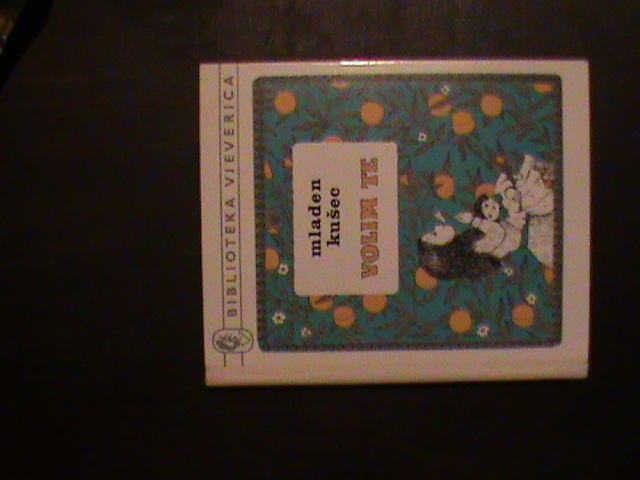 BIBLIOTEKA VJEVERICA
mladen
kušec
VOLIM TE